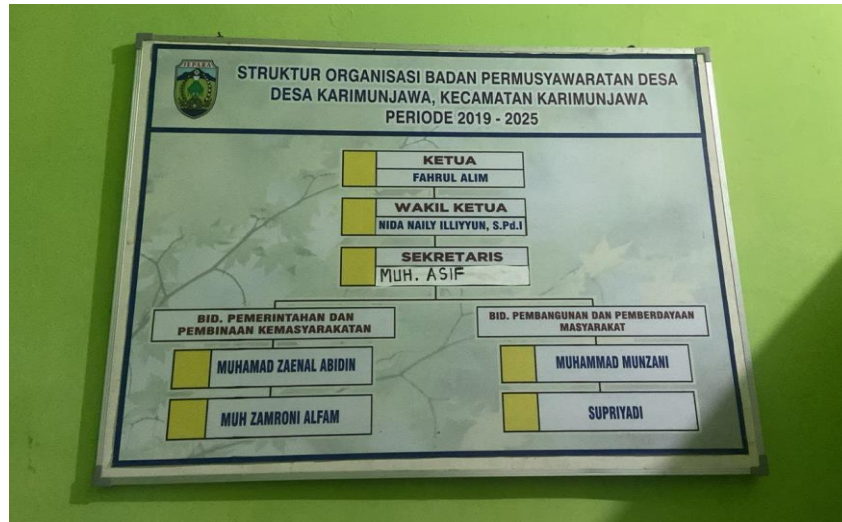 JEPARA
STRUKTUR ORGANISASI BADAN PERMUSYAWARATAN DESA
DESA KARIMUNJAWA, KECAMATAN KARIMUNJAWA
PERIODE 2019 - 2025
KETUA
FAHRUL ALIM
WAKIL KETUA
NIDA NAILY ILLIYYUN, S.Pd.I
SEKRETARIS
MUH. ASIF
BID. PEMERINTAHAN DAN
PEMBINAAN KEMASYARAKATAN
MUHAMAD ZAENAL ABIDIN
MUH ZAMRONI ALFAM
BID. PEMBANGUNAN DAN PEMBERDAYAAN
MASYARAKAT
MUHAMMAD MUNZANI
SUPRIYADI